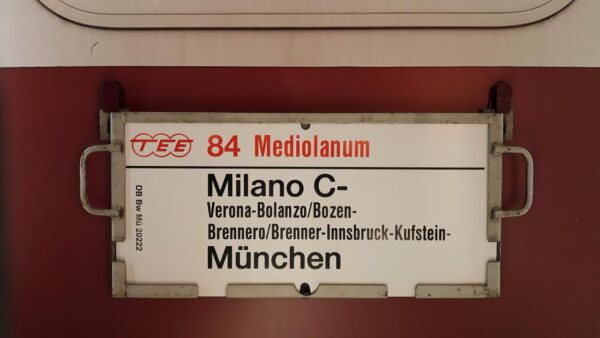 TEE 84 Mediolanum
Milano C-
Verona-Bolanzo/Bozen-
Brennero/Brenner-Innsbruck-Kufstein-
München
DB Bw Mü 20222